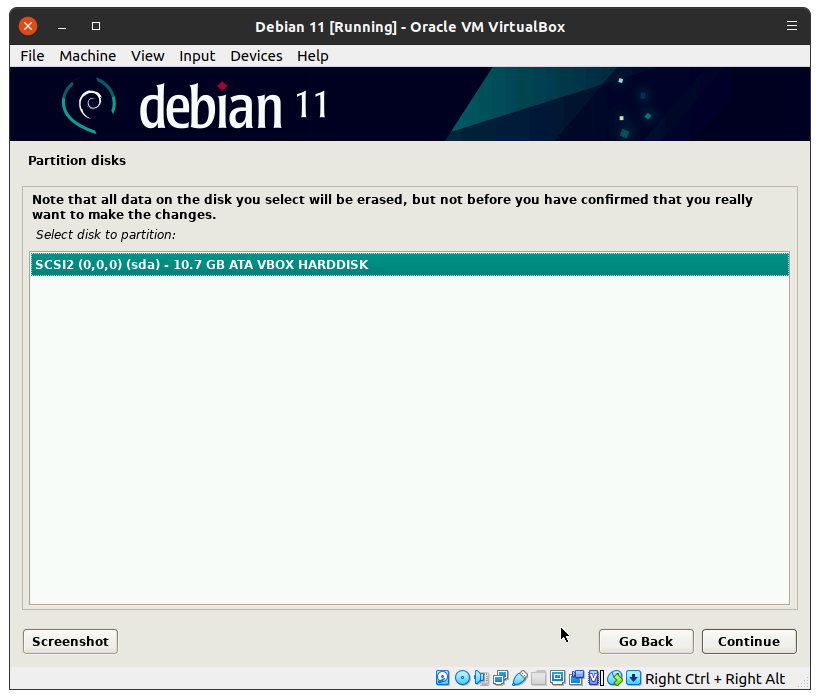 Debian 11 [Running] - Oracle VM VirtualBox
File Machine View Input Devices Help
debian 11
Partition disks
Note that all data on the disk you select will be erased, but not before you have confirmed that you really
want to make the changes.
Select disk to partition:
SCSI2 (0,0,0) (sda) - 10.7 GB ATA VBOX HARDDISK
Screenshot Go Back Continue
Right Ctrl + Right Alt